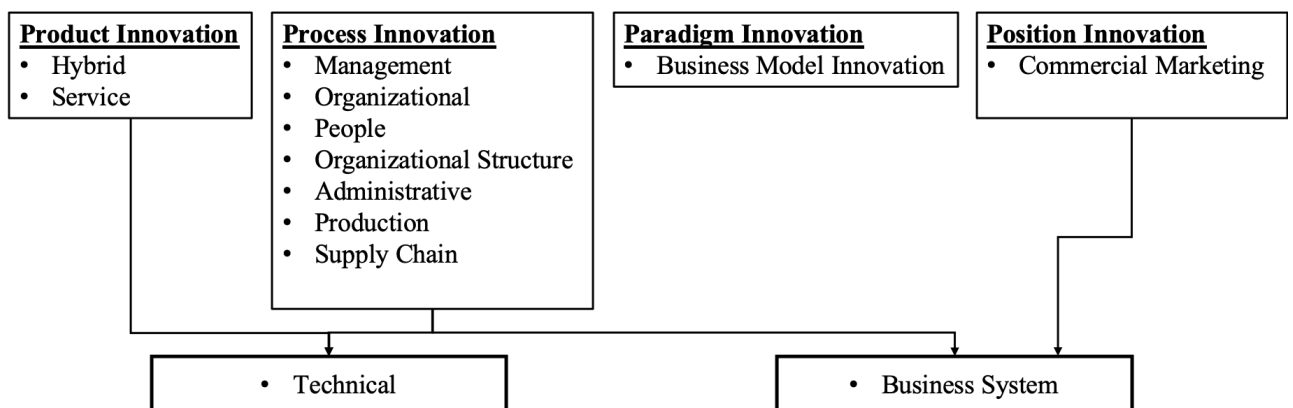 Product Innovation
• Hybrid
• Service
Process Innovation
• Management
• Organizational
• People
• Organizational Structure
• Administrative
• Production
• Supply Chain
Paradigm Innovation
• Business Model Innovation
Position Innovation
• Commercial Marketing
• Technical
• Business System